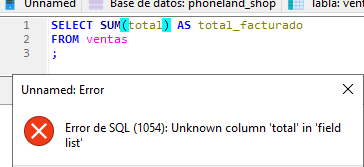 Unnamed
Base de datos: phoneland_shop
Tabla: vent
1 SELECT SUM(total) AS total_facturado
2 FROM ventas
3 ;
Unnamed: Error
Error de SQL (1054): Unknown column 'total' in 'field
list'